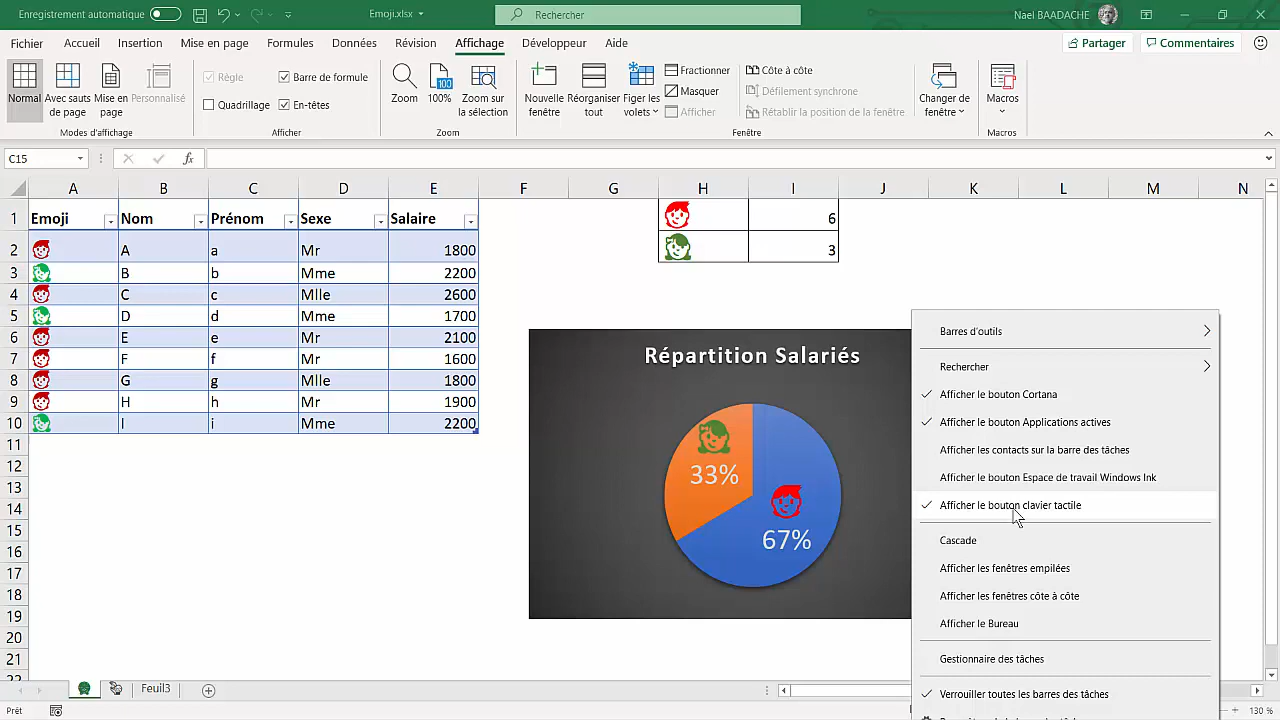 Enregistrement automatique
Emoji.xlsx
Rechercher
Nael BAADACHE
Fichier Accueil Insertion Mise en page Formules Données Révision Affichage Développeur Aide
Partager Commentaires
Normal
Avec sauts de page
Mise en page
Personnalisé
Modes d'affichage
Règle
Barre de formule
Quadrillage
En-têtes
Afficher
Zoom
100
100%
Zoom sur la sélection
Zoom
Nouvelle fenêtre
Réorganiser tout
Figer les volets
Fractionner
Masquer
Afficher
Côte à côte
Défilement synchrone
Rétablir la position de la fenêtre
Changer de fenêtre
Fenêtre
Macros
Macros
C15 fx
A B C D E F G H I J K L M N
1 Emoji Nom Prénom Sexe Salaire 6
2 A a Mr 1800 3
3 B b Mme 2200
4 C c Mlle 2600
5 D d Mme 1700
6 E e Mr 2100
7 F f Mr 1600
8 G g Mlle 1800
9 H h Mr 1900
10 I i Mme 2200
11
12
13
14
15
16
17
18
19
20
21
Répartition Salariés
33%
67%
Barres d'outils
Rechercher
Afficher le bouton Cortana
Afficher le bouton Applications actives
Afficher les contacts sur la barre des tâches
Afficher le bouton Espace de travail Windows Ink
Afficher le bouton clavier tactile
Cascade
Afficher les fenêtres empilées
Afficher les fenêtres côte à côte
Afficher le Bureau
Gestionnaire des tâches
Verrouiller toutes les barres des tâches
Feuil3
Prêt
130 %